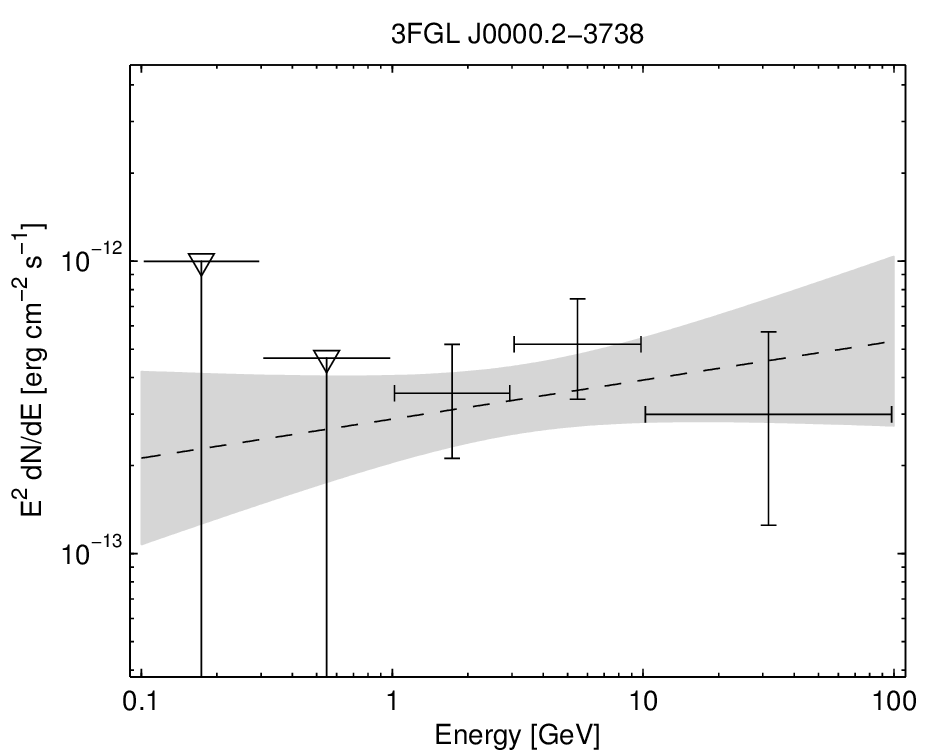 3FGL J0000.2−3738
E² dN/dE [erg cm⁻² s⁻¹]
10⁻¹²
10⁻¹³
0.1 1 10 100
Energy [GeV]